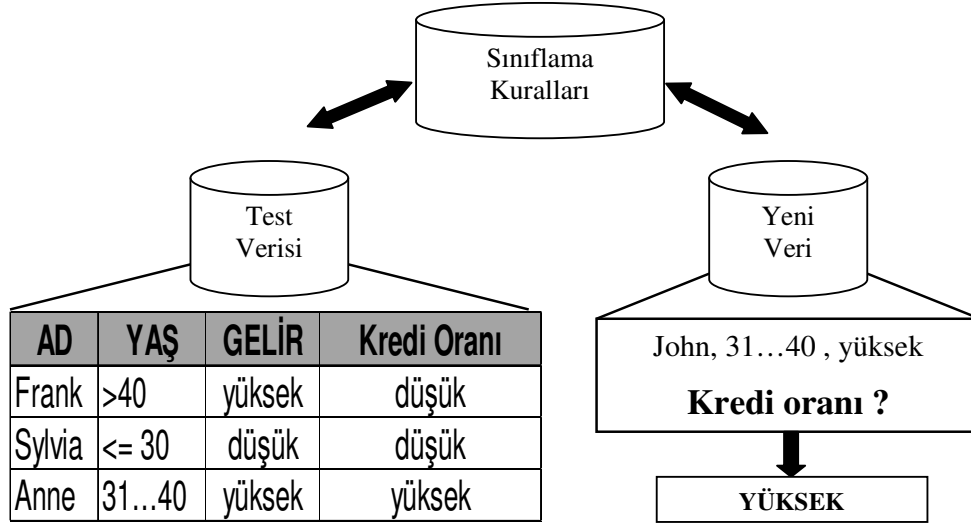 Sınıflama
Kuralları
Test
Verisi
Yeni
Veri
AD YAŞ GELİR Kredi Oranı
Frank >40 yüksek düşük
Sylvia <= 30 düşük düşük
Anne 31...40 yüksek yüksek
John, 31…40 , yüksek
Kredi oranı ?
YÜKSEK